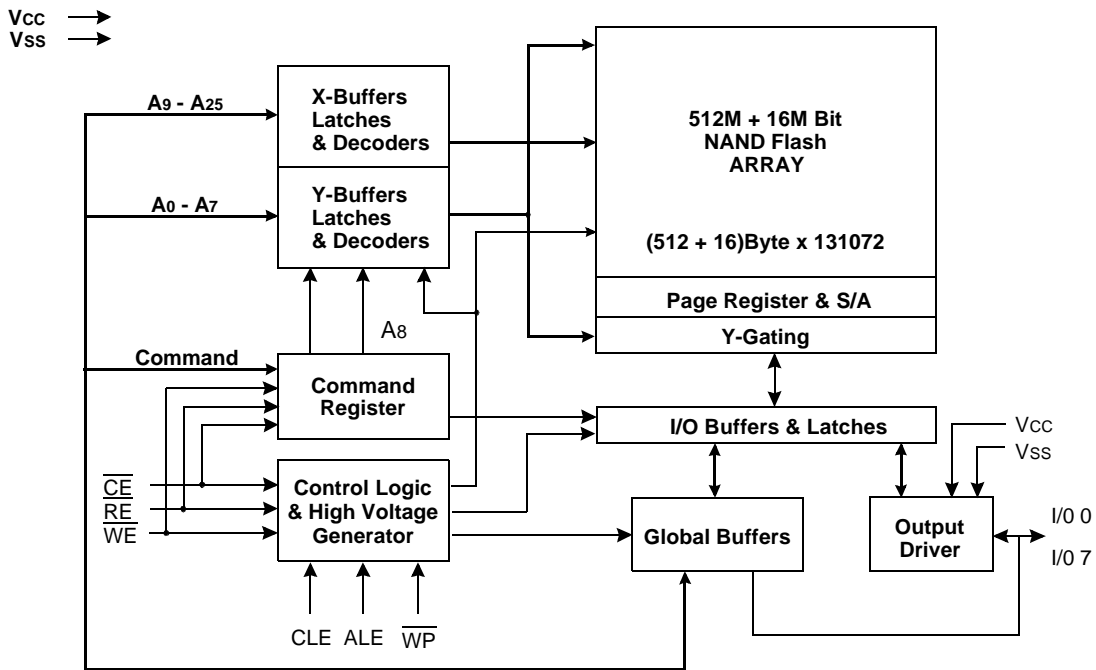 VCC
VSS
A9 - A25
X-Buffers
Latches
& Decoders
512M + 16M Bit
NAND Flash
ARRAY
A0 - A7
Y-Buffers
Latches
& Decoders
(512 + 16)Byte x 131072
Page Register & S/A
Y-Gating
A8
Command
Command
Register
I/O Buffers & Latches
VCC
VSS
CE
RE
WE
Control Logic
& High Voltage
Generator
Global Buffers
Output
Driver
I/0 0
I/0 7
CLE
ALE
WP